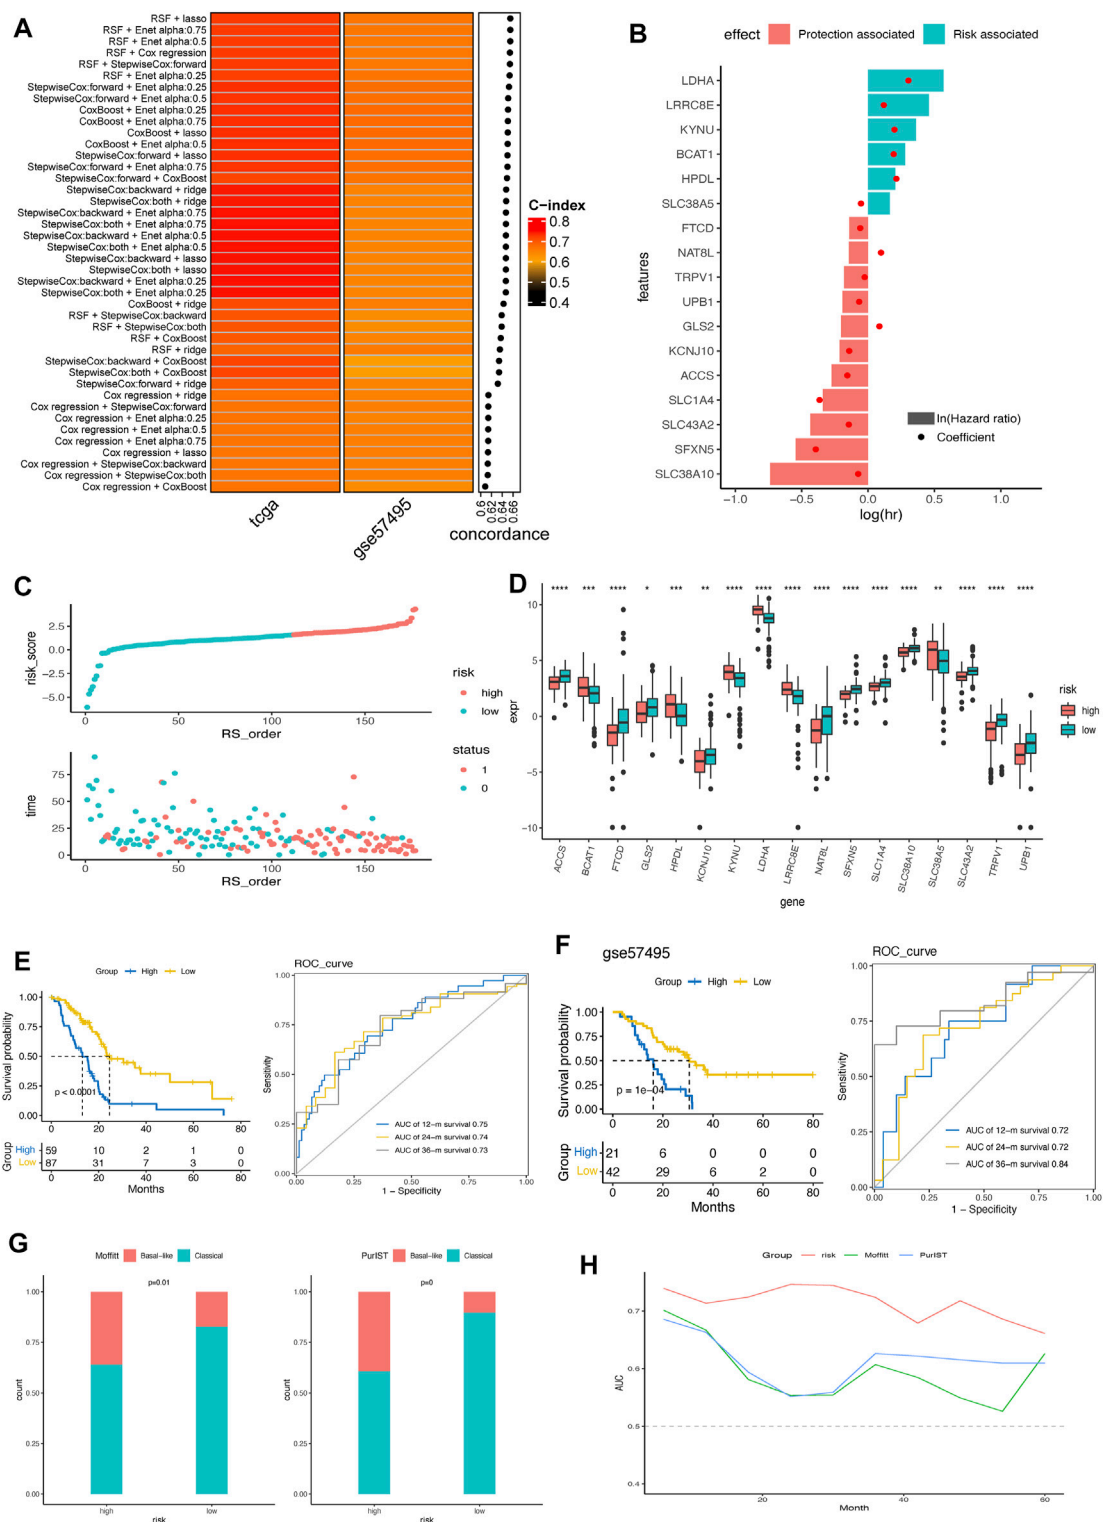 A
RSF + lasso
RSF + Enet alpha:0.75
RSF + Enet alpha:0.5
RSF + Cox regression
RSF + StepwiseCox:forward
RSF + Enet alpha:0.25
StepwiseCox:forward + Enet alpha:0.25
StepwiseCox:forward + Enet alpha:0.5
CoxBoost + Enet alpha:0.25
CoxBoost + Enet alpha:0.75
CoxBoost + lasso
CoxBoost + Enet alpha:0.5
StepwiseCox:forward + lasso
StepwiseCox:forward + Enet alpha:0.75
StepwiseCox:forward + CoxBoost
StepwiseCox:backward + ridge
StepwiseCox:both + ridge
StepwiseCox:backward + Enet alpha:0.75
StepwiseCox:both + Enet alpha:0.75
StepwiseCox:backward + Enet alpha:0.5
StepwiseCox:both + Enet alpha:0.5
StepwiseCox:backward + lasso
StepwiseCox:both + lasso
StepwiseCox:backward + Enet alpha:0.25
StepwiseCox:both + Enet alpha:0.25
CoxBoost + ridge
RSF + StepwiseCox:backward
RSF + StepwiseCox:both
RSF + CoxBoost
RSF + ridge
StepwiseCox:backward + CoxBoost
StepwiseCox:both + CoxBoost
StepwiseCox:forward + ridge
Cox regression + ridge
Cox regression + StepwiseCox:forward
Cox regression + Enet alpha:0.25
Cox regression + Enet alpha:0.5
Cox regression + Enet alpha:0.75
Cox regression + lasso
Cox regression + StepwiseCox:backward
Cox regression + StepwiseCox:both
Cox regression + CoxBoost
tcga
gse57495
0.6 0.62 0.64 0.66
concordance
C-index
0.8
0.7
0.6
0.5
0.4
B
effect Protection associated Risk associated
features
LDHA
LRRC8E
KYNU
BCAT1
HPDL
SLC38A5
FTCD
NAT8L
TRPV1
UPB1
GLS2
KCNJ10
ACCS
SLC1A4
SLC43A2
SFXN5
SLC38A10
ln(Hazard ratio)
Coefficient
−1.0 −0.5 0.0 0.5 1.0
log(hr)
C
risk_score
2.5
0.0
−2.5
−5.0
0 50 100 150
RS_order
risk
high
low
time
75
50
25
0
0 50 100 150
RS_order
status
1
0
D
**** *** **** * *** ** **** **** **** **** **** **** **** ** **** **** ****
expr
10
5
0
−5
−10
ACCS BCAT1 FTCD GLS2 HPDL KCNJ10 KYNU LDHA LRRC8E NAT8L SFXN5 SLC1A4 SLC38A10 SLC38A5 SLC43A2 TRPV1 UPB1
gene
risk
high
low
E
Group High Low
Survival probability
1.00
0.75
0.50
0.25
0.00
p < 0.0001
0 20 40 60 80
Group
High 59 10 2 1 0
Low 87 31 7 3 0
0 20 40 60 80
Months
ROC_curve
Sensitivity
1.00
0.75
0.50
0.25
0.00
AUC of 12−m survival 0.75
AUC of 24−m survival 0.74
AUC of 36−m survival 0.73
0.00 0.25 0.50 0.75 1.00
1 − Specificity
F
gse57495
Group High Low
Survival probability
1.00
0.75
0.50
0.25
0.00
p = 1e−04
0 20 40 60 80
Group
High 21 6 0 0 0
Low 42 29 6 2 0
0 20 40 60 80
Months
ROC_curve
Sensitivity
1.00
0.75
0.50
0.25
0.00
AUC of 12−m survival 0.72
AUC of 24−m survival 0.72
AUC of 36−m survival 0.84
0.00 0.25 0.50 0.75 1.00
1 − Specificity
G
Moffitt Basal−like Classical
p=0.01
count
1.00
0.75
0.50
0.25
0.00
high low
risk
PurIST Basal−like Classical
p=0
count
1.00
0.75
0.50
0.25
0.00
high low
risk
H
Group risk Moffitt PurIST
AUC
0.7
0.6
0.5
0.4
20 40 60
Month